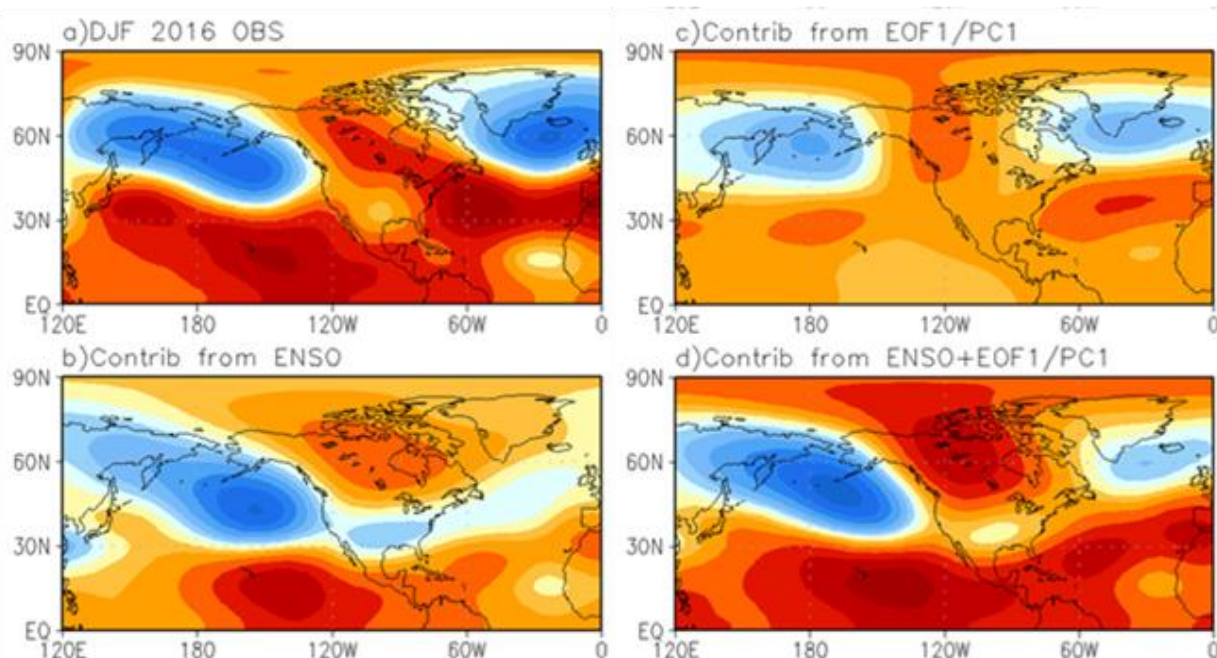 a)DJF 2016 OBS
90N
60N
30N
EQ
120E 180 120W 60W 0
c)Contrib from EOF1/PC1
90N
60N
30N
EQ
120E 180 120W 60W 0
b)Contrib from ENSO
90N
60N
30N
EQ
120E 180 120W 60W 0
d)Contrib from ENSO+EOF1/PC1
90N
60N
30N
EQ
120E 180 120W 60W 0